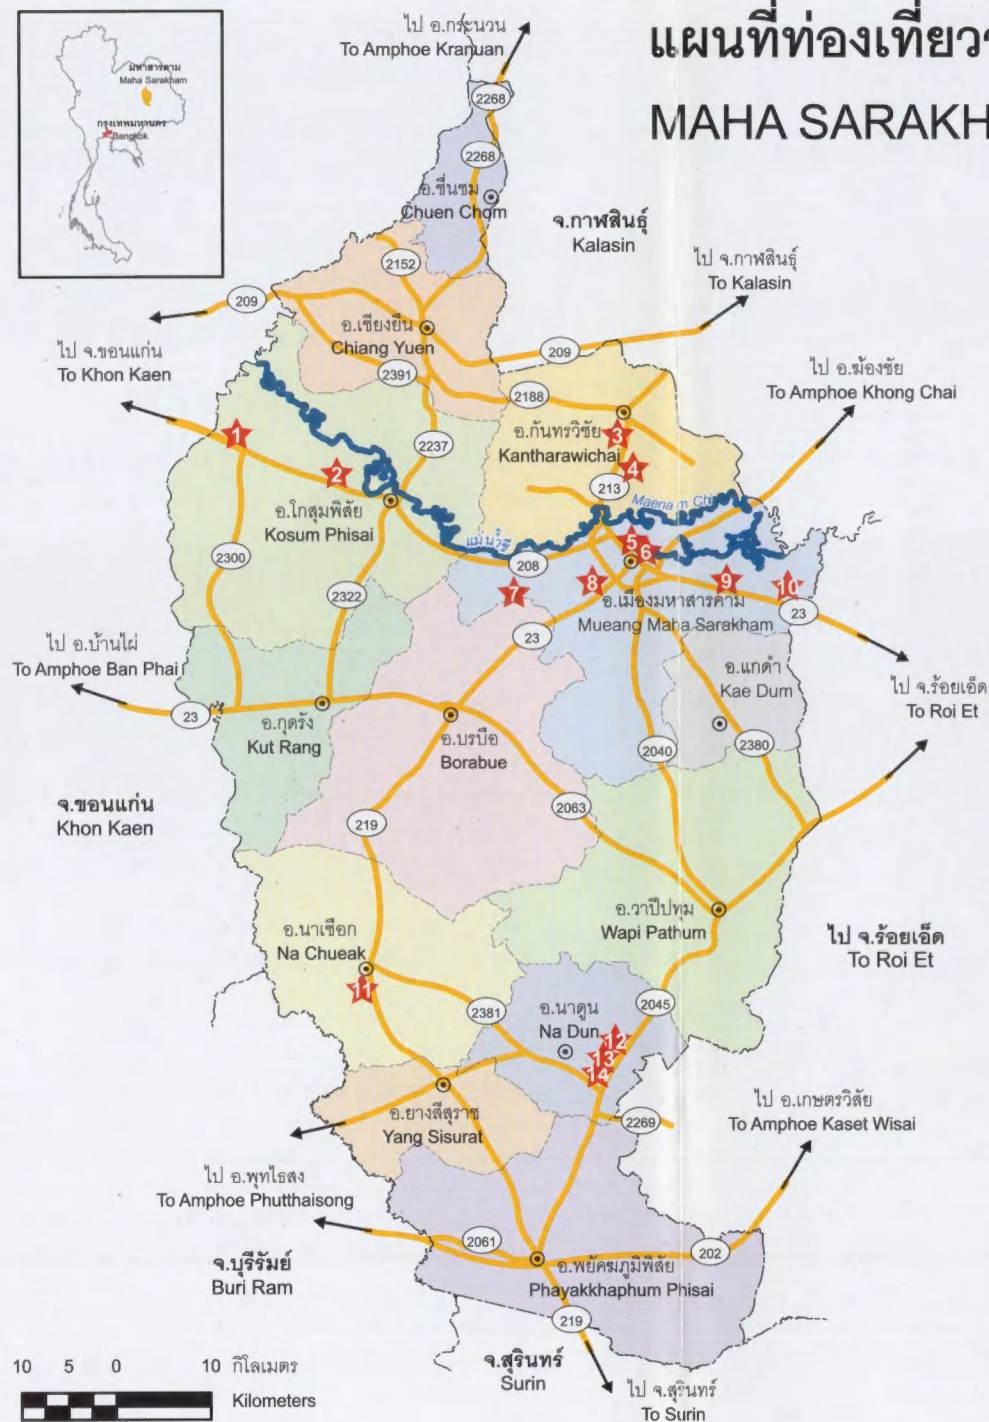 แผนที่ท่องเที่ยว
MAHA SARAKH
มหาสารคาม
Maha Sarakham
กรุงเทพมหานคร
Bangkok
ไป อ.กระนวน
To Amphoe Kranuan
2268
2268
อ.ชื่นชม
Chuen Chom
จ.กาฬสินธุ์
Kalasin
ไป จ.กาฬสินธุ์
To Kalasin
2152
209
อ.เชียงยืน
Chiang Yuen
209
ไป จ.ขอนแก่น
To Khon Kaen
2391
2188
ไป อ.ฆ้องชัย
To Amphoe Khong Chai
1
2237
3
อ.กันทรวิชัย
Kantharawichai
2
4
213
Maenam Chi
อ.โกสุมพิสัย
Kosum Phisai
แม่น้ำชี
5
6
2300
208
2322
7
8
9
10
อ.เมืองมหาสารคาม
Mueang Maha Sarakham
23
23
ไป อ.บ้านไผ่
To Amphoe Ban Phai
อ.แกดำ
Kae Dum
ไป จ.ร้อยเอ็ด
To Roi Et
23
อ.กุดรัง
Kut Rang
อ.บรบือ
Borabue
2040
2380
จ.ขอนแก่น
Khon Kaen
219
2063
อ.วาปีปทุม
Wapi Pathum
อ.นาเชือก
Na Chueak
ไป จ.ร้อยเอ็ด
To Roi Et
11
2381
อ.นาดูน
Na Dun
2045
12
13
14
อ.ยางสีสุราช
Yang Sisurat
2269
ไป อ.เกษตรวิสัย
To Amphoe Kaset Wisai
ไป อ.พุทไธสง
To Amphoe Phutthaisong
2061
202
จ.บุรีรัมย์
Buri Ram
อ.พยัคฆภูมิพิสัย
Phayakkhaphum Phisai
219
จ.สุรินทร์
Surin
ไป จ.สุรินทร์
To Surin
10 5 0 10 กิโลเมตร
Kilometers